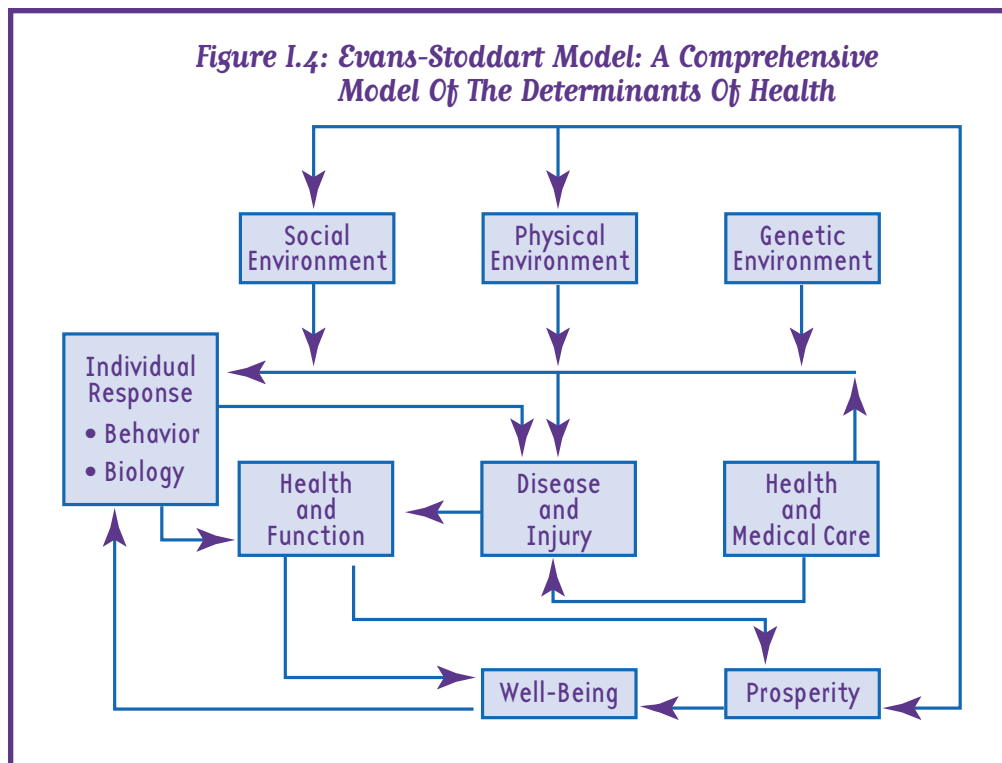 Figure I.4: Evans-Stoddart Model: A Comprehensive
Model Of The Determinants Of Health
Social
Environment
Physical
Environment
Genetic
Environment
Individual
Response
• Behavior
• Biology
Health
and
Function
Disease
and
Injury
Health
and
Medical Care
Well-Being
Prosperity